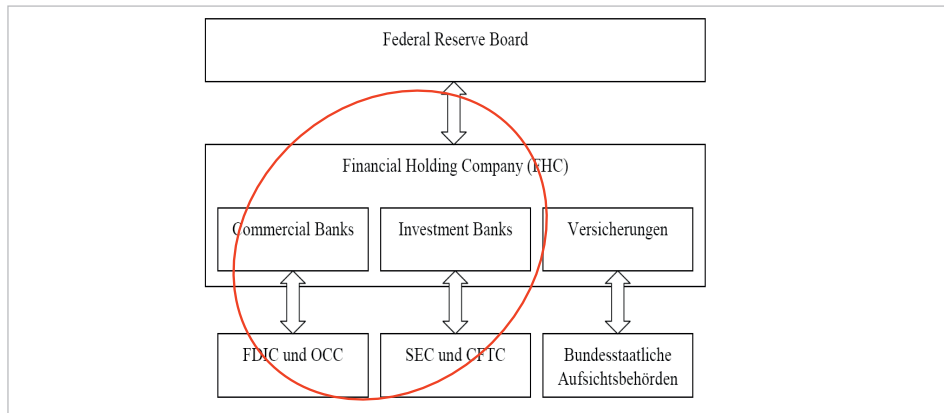 Federal Reserve Board
Financial Holding Company (FHC)
Commercial Banks
Investment Banks
Versicherungen
FDIC und OCC
SEC und CFTC
Bundesstaatliche
Aufsichtsbehörden